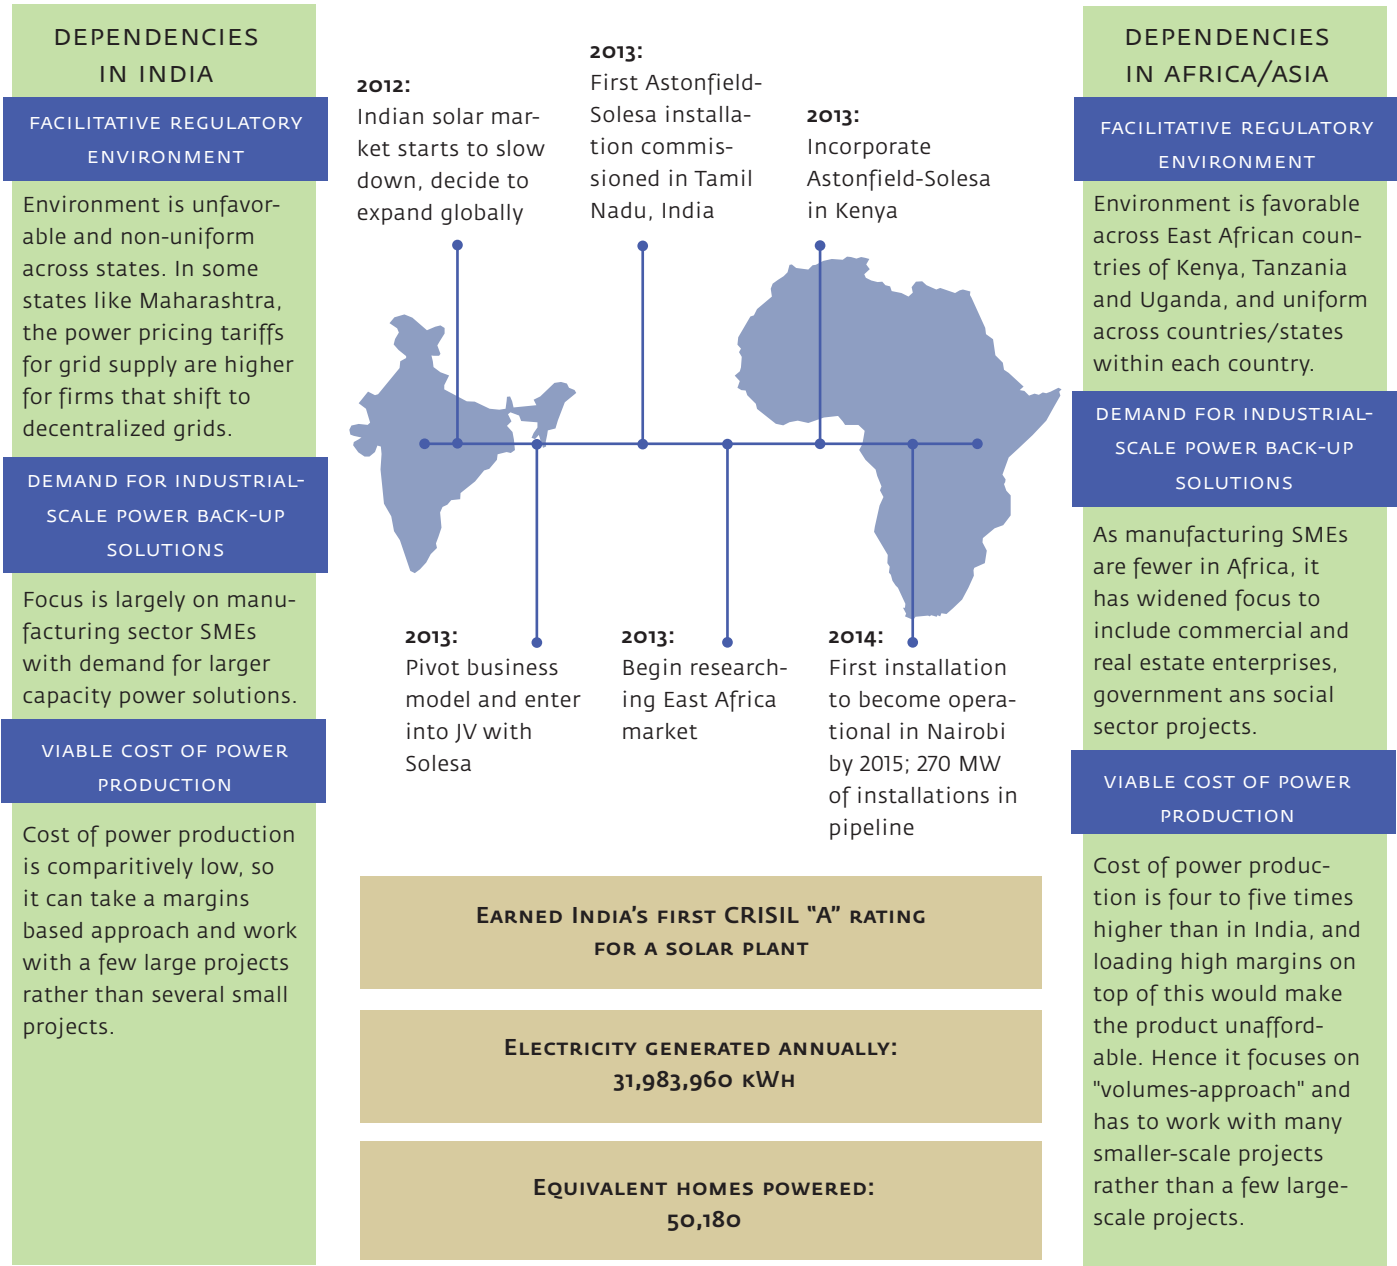 DEPENDENCIES
IN INDIA
FACILITATIVE REGULATORY
ENVIRONMENT
Environment is unfavor-
able and non-uniform
across states. In some
states like Maharashtra,
the power pricing tariffs
for grid supply are higher
for firms that shift to
decentralized grids.
DEMAND FOR INDUSTRIAL-
SCALE POWER BACK-UP
SOLUTIONS
Focus is largely on manu-
facturing sector SMEs
with demand for larger
capacity power solutions.
VIABLE COST OF POWER
PRODUCTION
Cost of power production
is comparitively low, so
it can take a margins
based approach and work
with a few large projects
rather than several small
projects.
2012:
Indian solar mar-
ket starts to slow
down, decide to
expand globally
2013:
First Astonfield-
Solesa installa-
tion commis-
sioned in Tamil
Nadu, India
2013:
Incorporate
Astonfield-Solesa
in Kenya
2013:
Pivot business
model and enter
into JV with
Solesa
2013:
Begin research-
ing East Africa
market
2014:
First installation
to become opera-
tional in Nairobi
by 2015; 270 MW
of installations in
pipeline
EARNED INDIA'S FIRST CRISIL "A" RATING
FOR A SOLAR PLANT
ELECTRICITY GENERATED ANNUALLY:
31,983,960 KWH
EQUIVALENT HOMES POWERED:
50,180
DEPENDENCIES
IN AFRICA/ASIA
FACILITATIVE REGULATORY
ENVIRONMENT
Environment is favorable
across East African coun-
tries of Kenya, Tanzania
and Uganda, and uniform
across countries/states
within each country.
DEMAND FOR INDUSTRIAL-
SCALE POWER BACK-UP
SOLUTIONS
As manufacturing SMEs
are fewer in Africa, it
has widened focus to
include commercial and
real estate enterprises,
government ans social
sector projects.
VIABLE COST OF POWER
PRODUCTION
Cost of power produc-
tion is four to five times
higher than in India, and
loading high margins on
top of this would make
the product unafford-
able. Hence it focuses on
"volumes-approach" and
has to work with many
smaller-scale projects
rather than a few large-
scale projects.